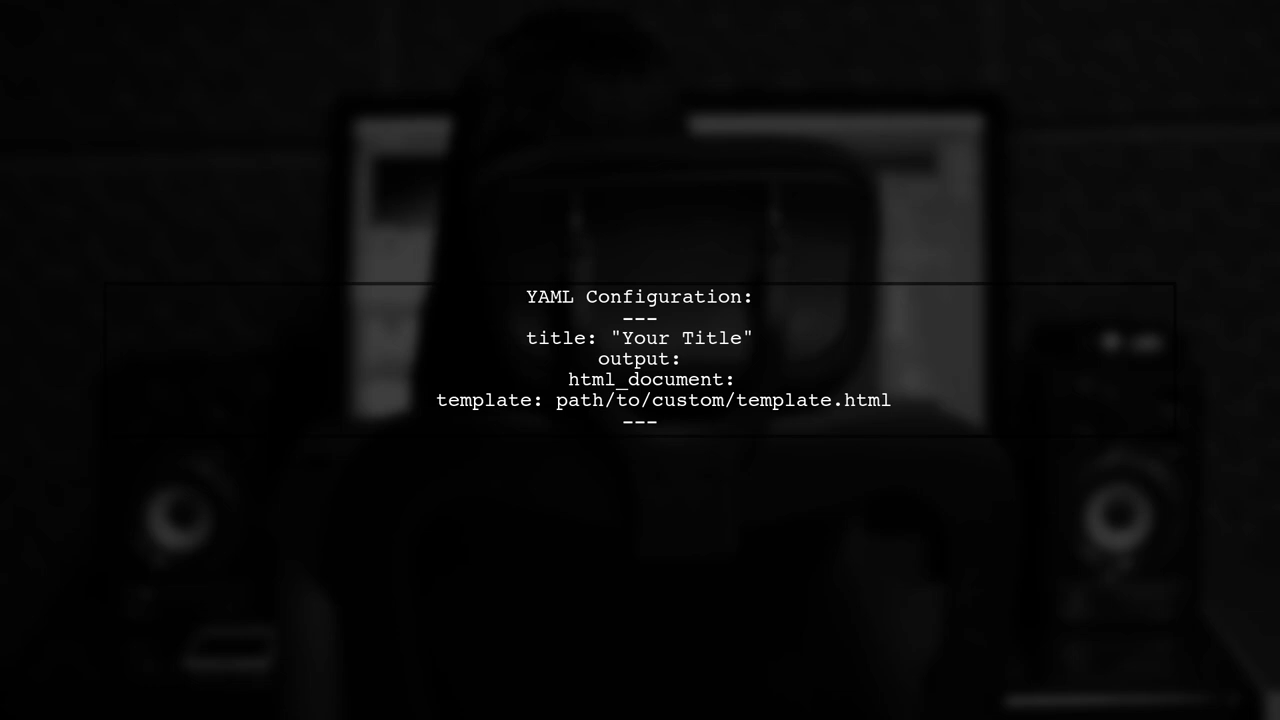 YAML Configuration:
---
title: "Your Title"
output:
html_document:
template: path/to/custom/template.html
---